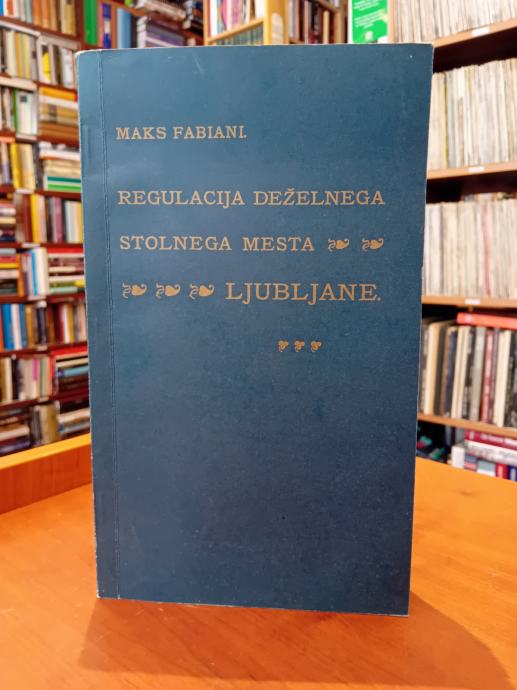 MAKS FABIANI.
REGULACIJA DEŽELNEGA
STOLNEGA MESTA
LJUBLJANE.